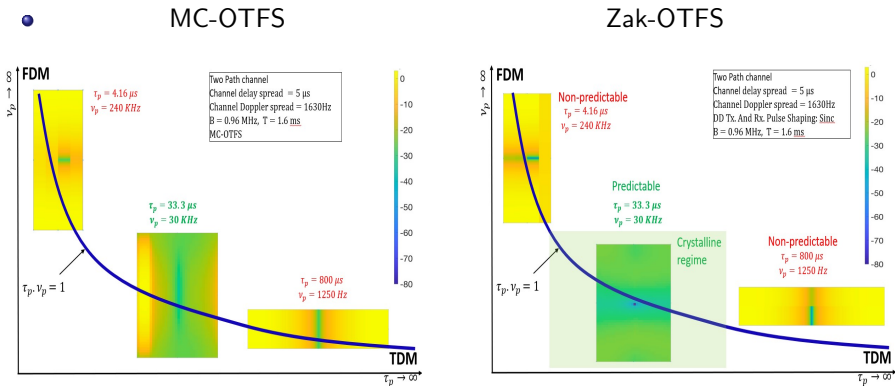 MC-OTFS
FDM
ν_p → ∞
τ_p = 4.16 μs
ν_p = 240 KHz
Two Path channel
Channel delay spread = 5 μs
Channel Doppler spread = 1630Hz
B = 0.96 MHz, T = 1.6 ms
MC-OTFS
0
-10
-20
-30
-40
-50
-60
-70
-80
τ_p = 33.3 μs
ν_p = 30 KHz
τ_p. ν_p = 1
τ_p = 800 μs
ν_p = 1250 Hz
TDM
τ_p → ∞
Zak-OTFS
FDM
ν_p → ∞
Non-predictable
τ_p = 4.16 μs
ν_p = 240 KHz
Two Path channel
Channel delay spread = 5 μs
Channel Doppler spread = 1630Hz
DD Tx. And Rx. Pulse Shaping: Sinc
B = 0.96 MHz, T = 1.6 ms
0
-10
-20
-30
-40
-50
-60
-70
-80
Predictable
τ_p = 33.3 μs
ν_p = 30 KHz
Crystalline
regime
τ_p. ν_p = 1
Non-predictable
τ_p = 800 μs
ν_p = 1250 Hz
TDM
τ_p → ∞